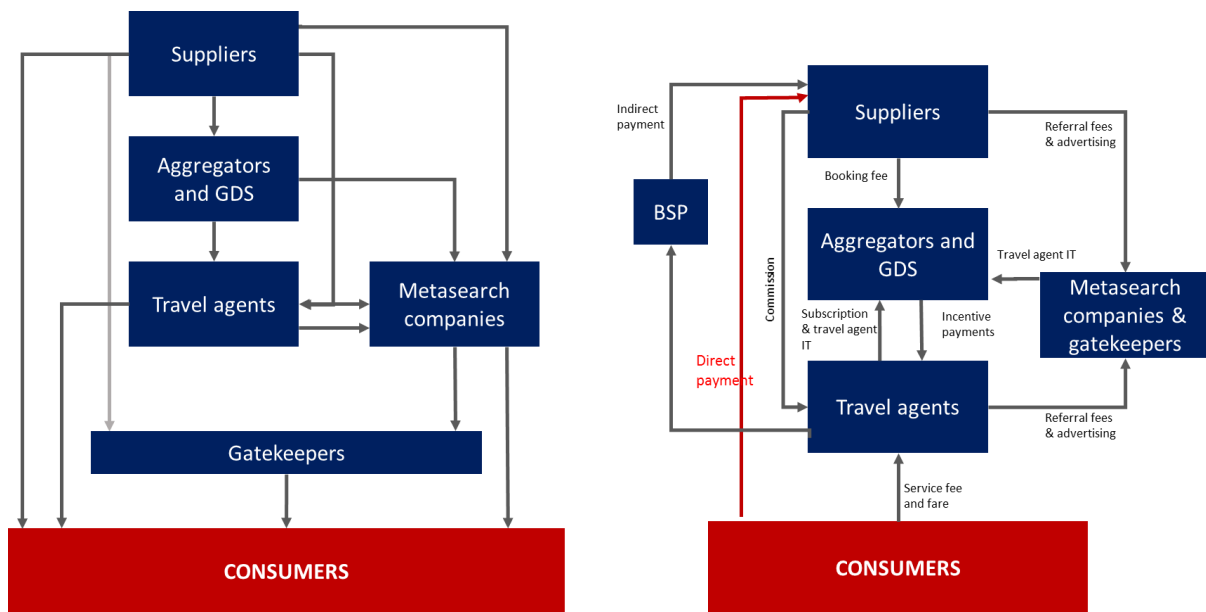 Suppliers
Aggregators
and GDS
Travel agents
Metasearch
companies
Gatekeepers
CONSUMERS
Suppliers
Indirect
payment
Referral fees
& advertising
Booking fee
BSP
Aggregators and
GDS
Travel agent IT
Commission
Metasearch
companies &
gatekeepers
Subscription
& travel agent
IT
Incentive
payments
Direct
payment
Travel agents
Referral fees
& advertising
Service fee
and fare
CONSUMERS